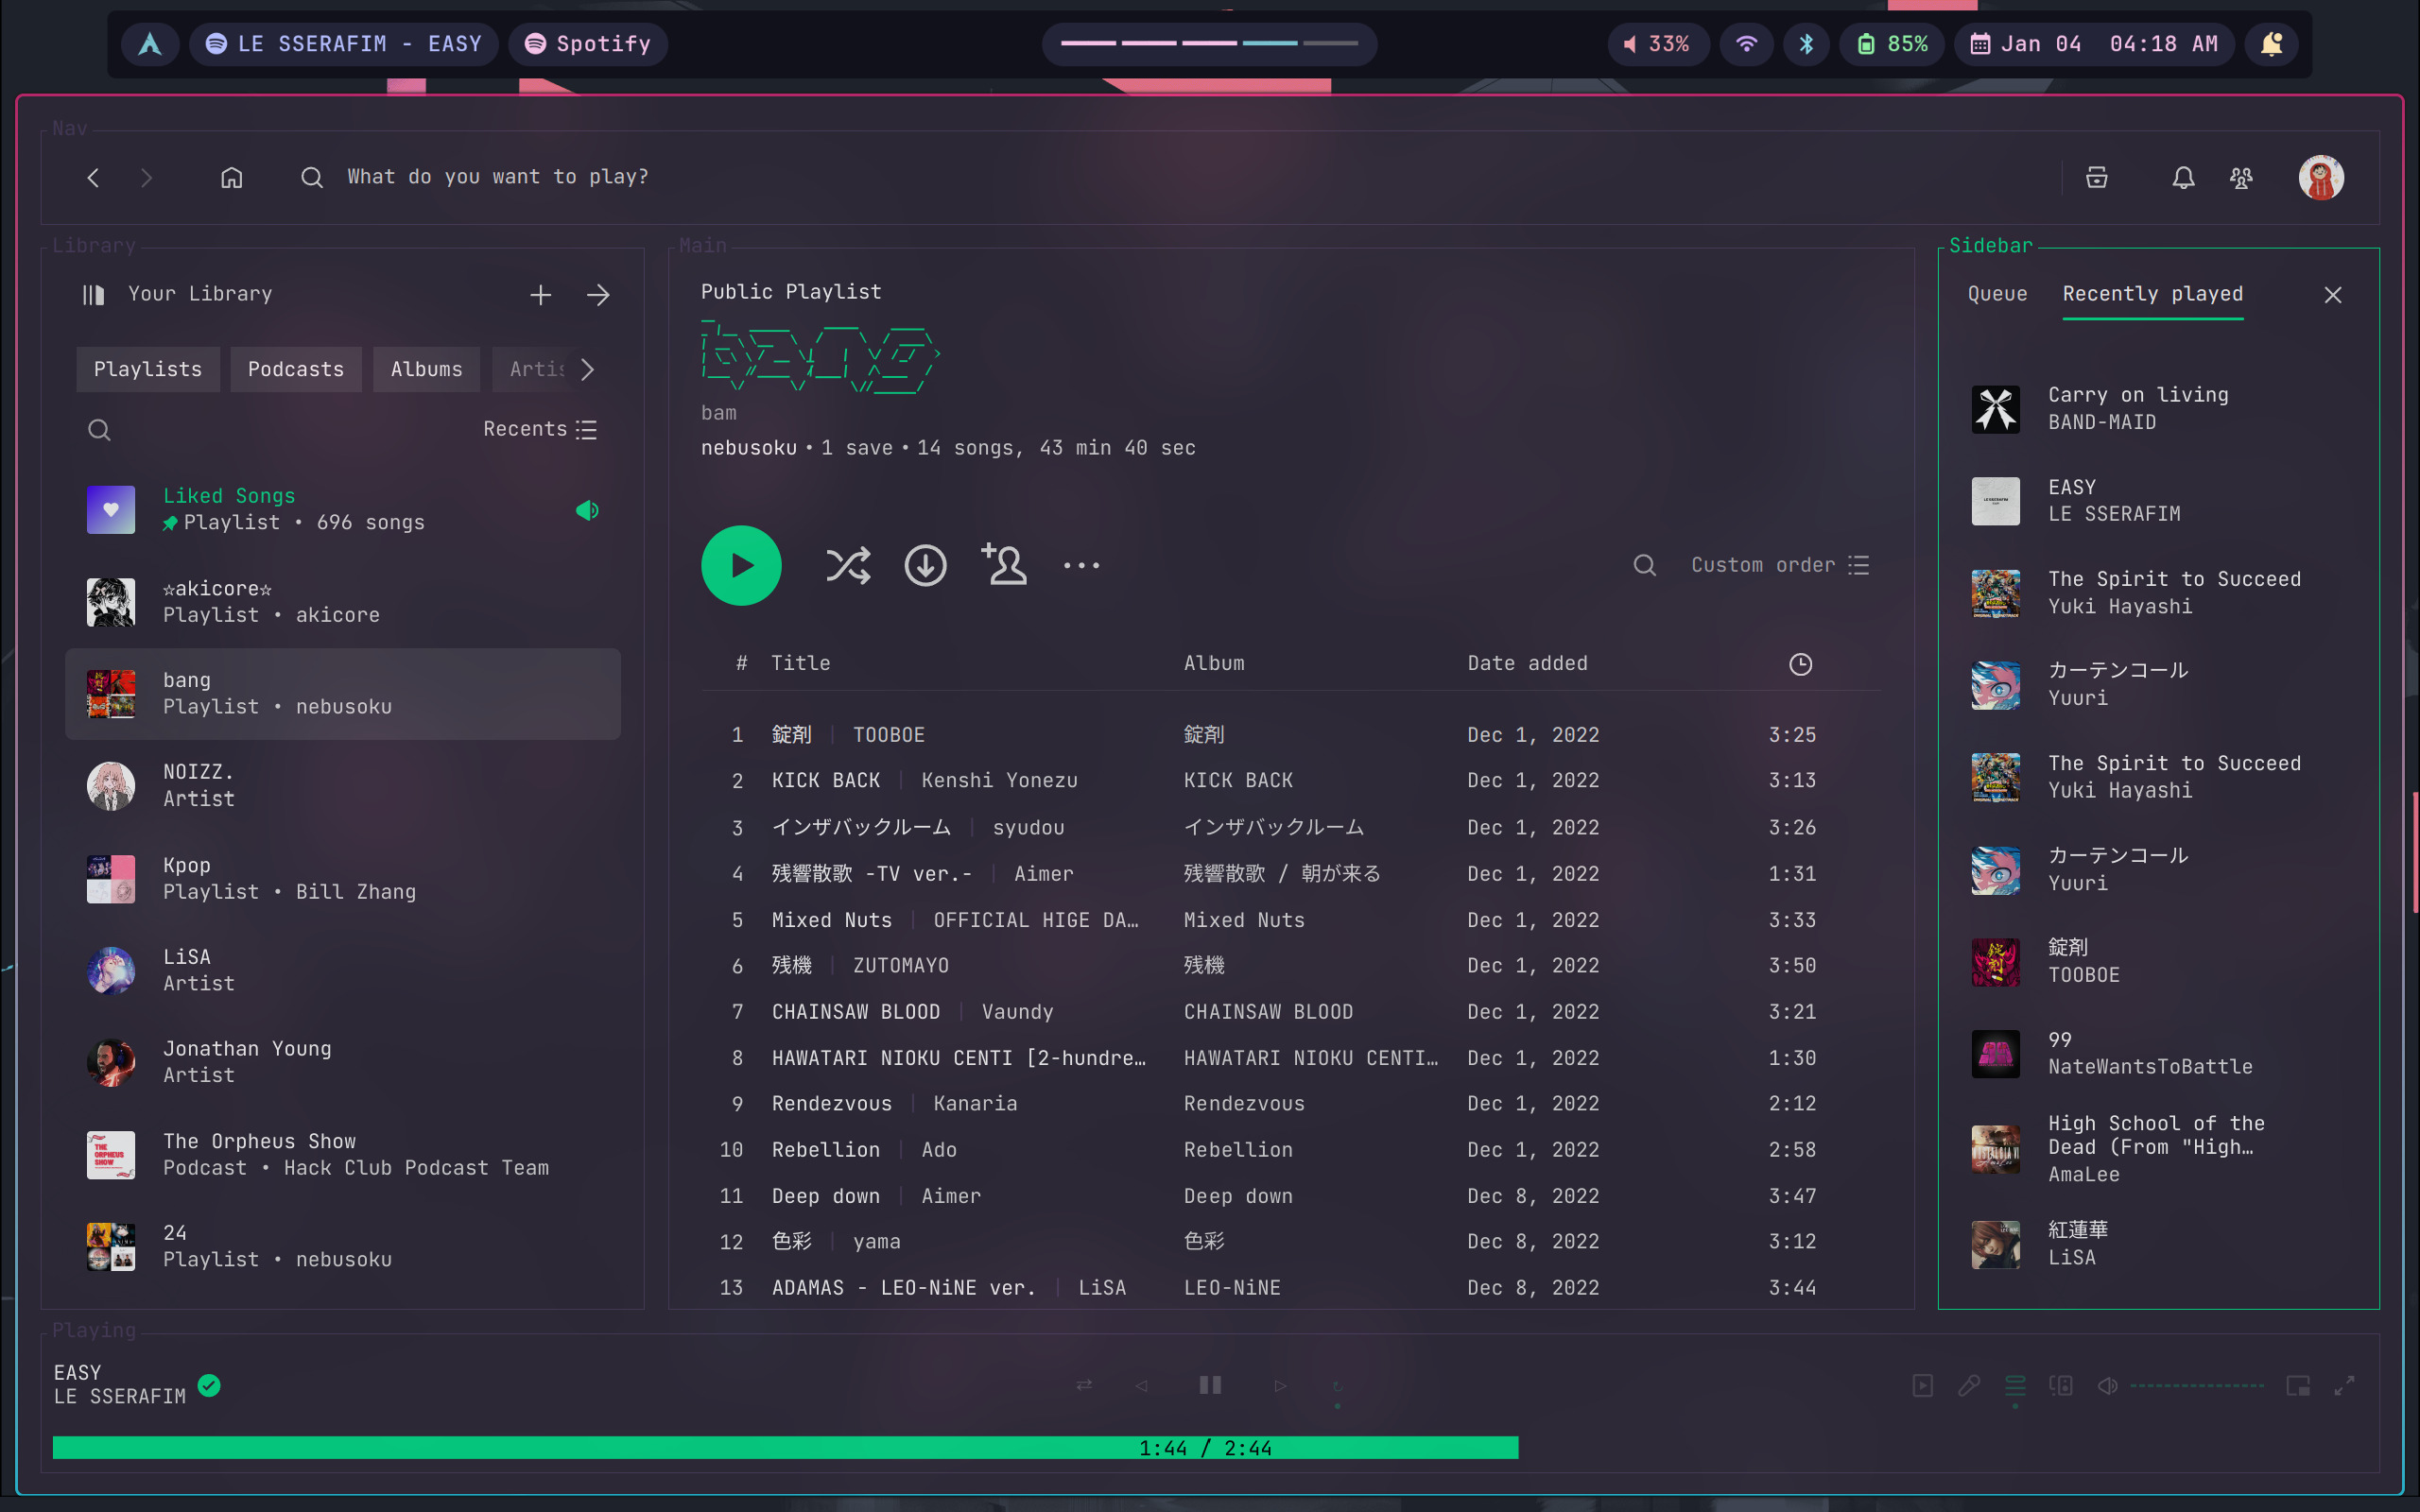 LE SSERAFIM - EASY
Spotify
33%
85%
Jan 04 04:18 AM
Nav
What do you want to play?
Library
Your Library
Playlists
Podcasts
Albums
Artis
Recents
Liked Songs
Playlist • 696 songs
☆akicore☆
Playlist • akicore
bang
Playlist • nebusoku
NOIZZ.
Artist
Kpop
Playlist • Bill Zhang
LiSA
Artist
Jonathan Young
Artist
The Orpheus Show
Podcast • Hack Club Podcast Team
THE
ORPHEUS
SHOW
24
Playlist • nebusoku
Main
Public Playlist
bang
bam
nebusoku • 1 save • 14 songs, 43 min 40 sec
Custom order
# Title Album Date added
1 錠剤 | TOOBOE 錠剤 Dec 1, 2022 3:25
2 KICK BACK | Kenshi Yonezu KICK BACK Dec 1, 2022 3:13
3 インザバックルーム | syudou インザバックルーム Dec 1, 2022 3:26
4 残響散歌 -TV ver.- | Aimer 残響散歌 / 朝が来る Dec 1, 2022 1:31
5 Mixed Nuts | OFFICIAL HIGE DA… Mixed Nuts Dec 1, 2022 3:33
6 残機 | ZUTOMAYO 残機 Dec 1, 2022 3:50
7 CHAINSAW BLOOD | Vaundy CHAINSAW BLOOD Dec 1, 2022 3:21
8 HAWATARI NIOKU CENTI [2-hundre… HAWATARI NIOKU CENTI… Dec 1, 2022 1:30
9 Rendezvous | Kanaria Rendezvous Dec 1, 2022 2:12
10 Rebellion | Ado Rebellion Dec 1, 2022 2:58
11 Deep down | Aimer Deep down Dec 8, 2022 3:47
12 色彩 | yama 色彩 Dec 8, 2022 3:12
13 ADAMAS - LEO-NiNE ver. | LiSA LEO-NiNE Dec 8, 2022 3:44
Sidebar
Queue
Recently played
Carry on living
BAND-MAID
EASY
LE SSERAFIM
The Spirit to Succeed
Yuki Hayashi
カーテンコール
Yuuri
The Spirit to Succeed
Yuki Hayashi
カーテンコール
Yuuri
錠剤
TOOBOE
99
NateWantsToBattle
High School of the
Dead (From "High…
AmaLee
紅蓮華
LiSA
Playing
EASY
LE SSERAFIM
1:44 / 2:44